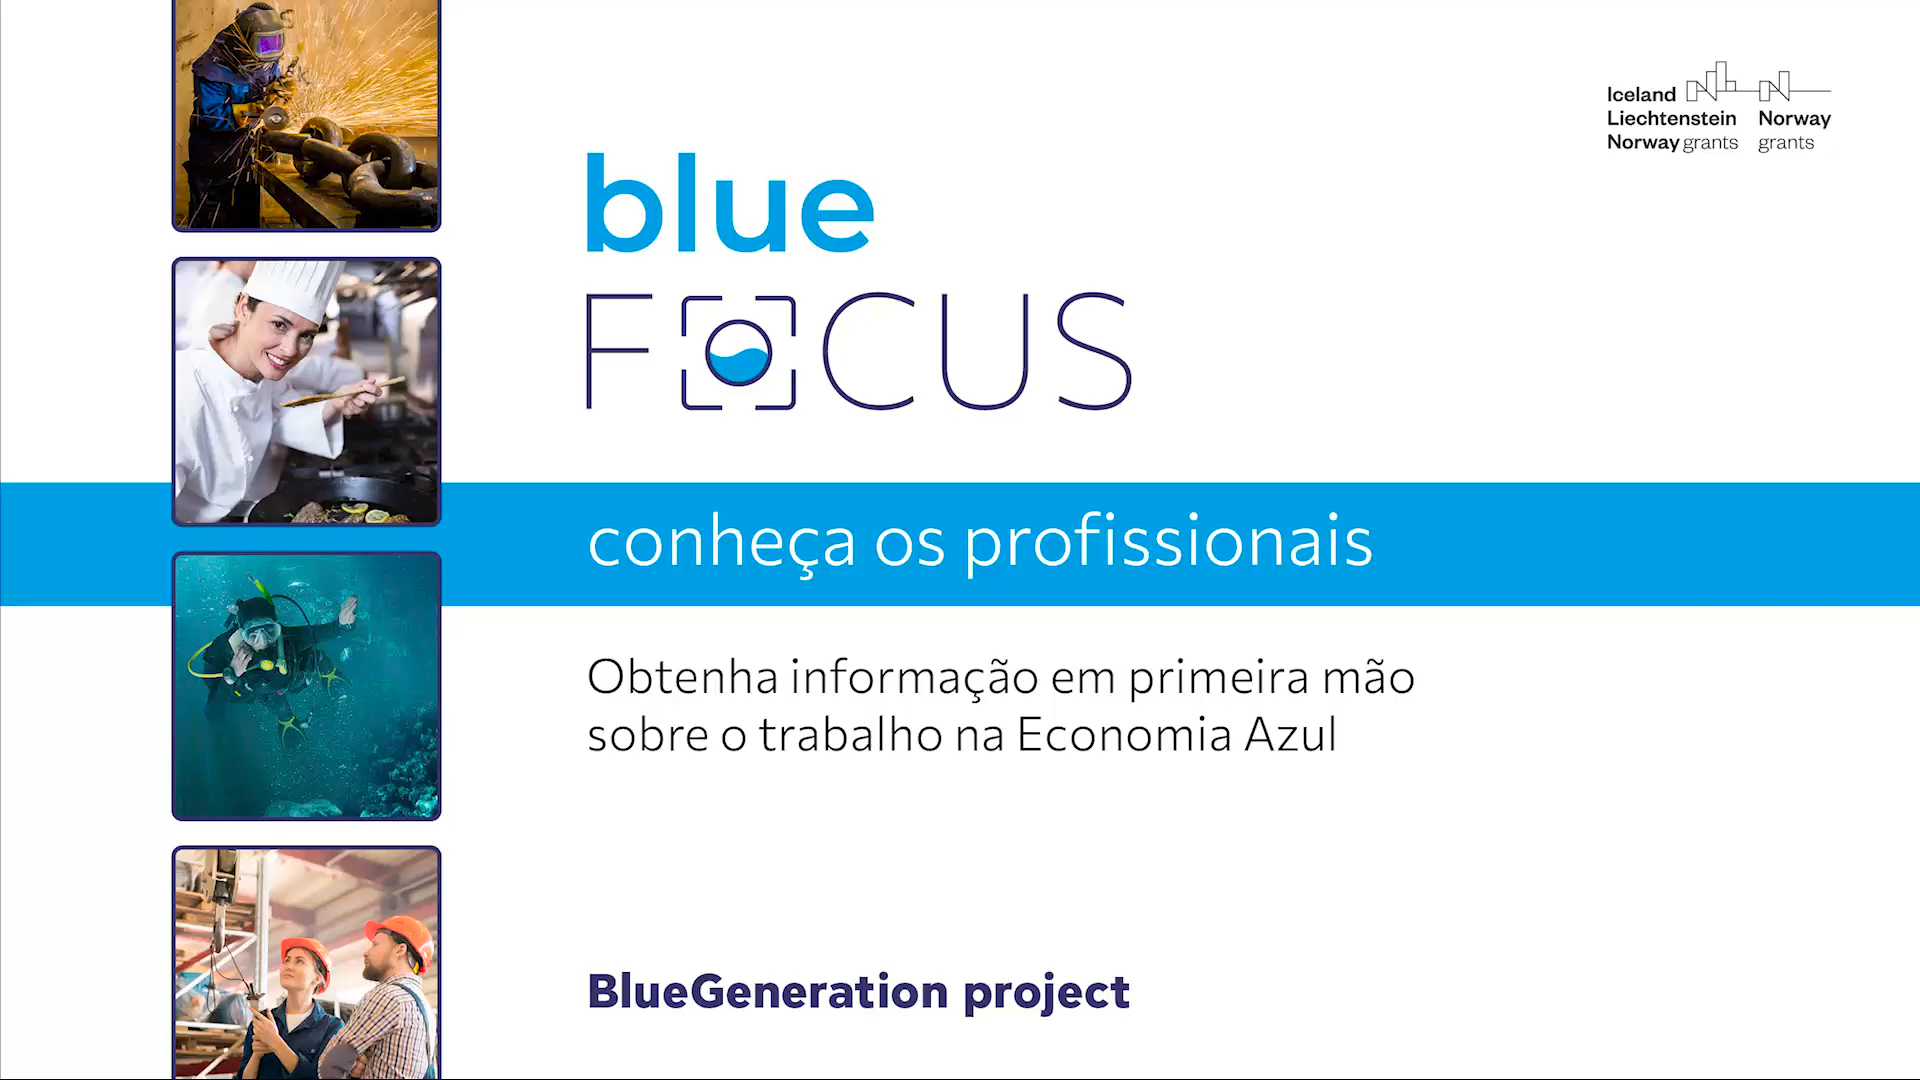 blue
FOCUS
conheça os profissionais
Obtenha informação em primeira mão
sobre o trabalho na Economia Azul
BlueGeneration project
Iceland
Liechtenstein
Norway grants
Norway
grants